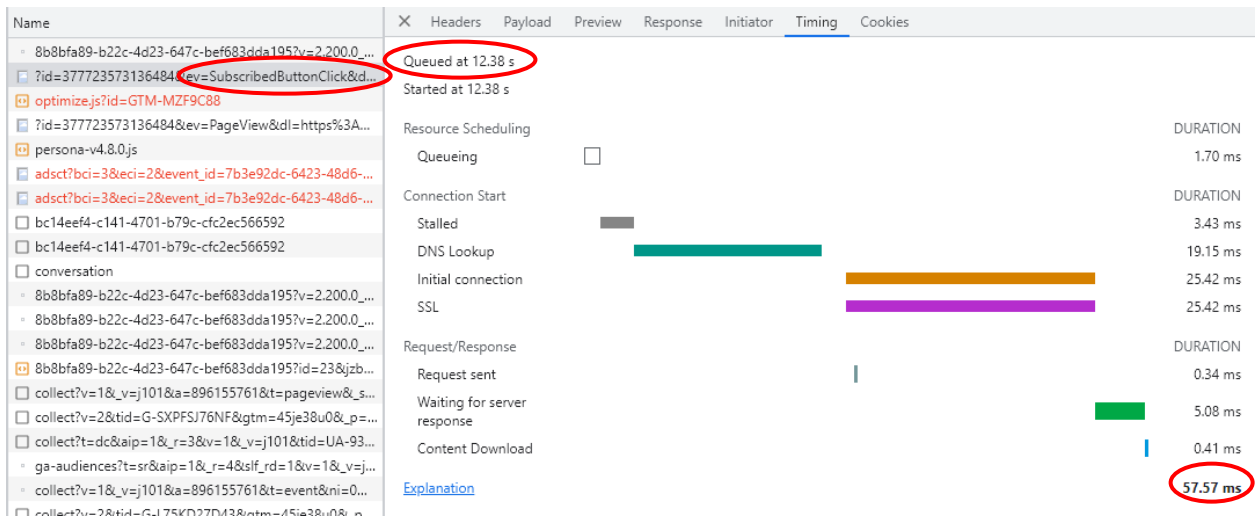 Name
8b8bfa89-b22c-4d23-647c-bef683dda195?v=2.200.0_...
?id=377723573136484&ev=SubscribedButtonClick&d...
optimize.js?id=GTM-MZF9C88
?id=377723573136484&ev=PageView&dl=https%3A...
persona-v4.8.0.js
adsct?bci=3&eci=2&event_id=7b3e92dc-6423-48d6-...
adsct?bci=3&eci=2&event_id=7b3e92dc-6423-48d6-...
bc14eef4-c141-4701-b79c-cfc2ec566592
bc14eef4-c141-4701-b79c-cfc2ec566592
conversation
8b8bfa89-b22c-4d23-647c-bef683dda195?v=2.200.0_...
8b8bfa89-b22c-4d23-647c-bef683dda195?v=2.200.0_...
8b8bfa89-b22c-4d23-647c-bef683dda195?v=2.200.0_...
8b8bfa89-b22c-4d23-647c-bef683dda195?id=23&jzb...
collect?v=1&_v=j101&a=896155761&t=pageview&_s...
collect?v=2&tid=G-SXPFSJ76NF&gtm=45je38u0&_p=...
collect?t=dc&aip=1&_r=3&v=1&_v=j101&tid=UA-93...
ga-audiences?t=sr&aip=1&_r=4&slf_rd=1&v=1&_v=j...
collect?v=1&_v=j101&a=896155761&t=event&ni=0...
collect?v=2&tid=G-L75KD27D43&gtm=45je38u0&_p
Headers Payload Preview Response Initiator Timing Cookies
Queued at 12.38 s
Started at 12.38 s
Resource Scheduling DURATION
Queueing 1.70 ms
Connection Start DURATION
Stalled 3.43 ms
DNS Lookup 19.15 ms
Initial connection 25.42 ms
SSL 25.42 ms
Request/Response DURATION
Request sent 0.34 ms
Waiting for server
response 5.08 ms
Content Download 0.41 ms
Explanation 57.57 ms